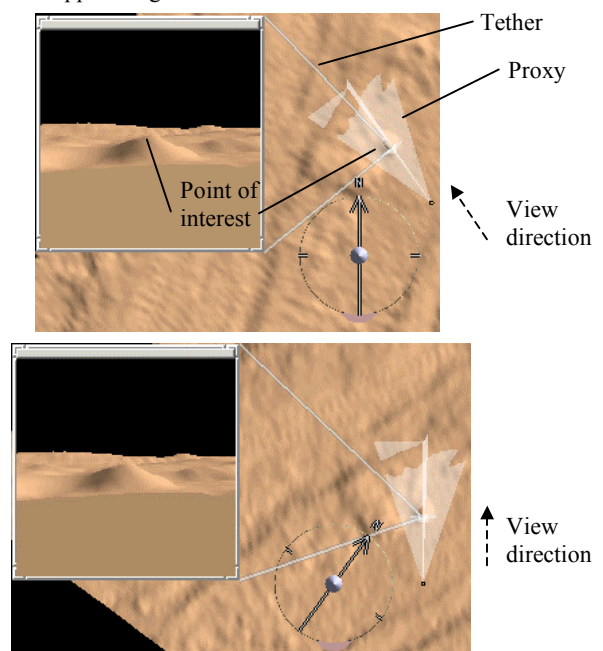 Tether
Proxy
Point of
interest
N
View
direction
N
View
direction